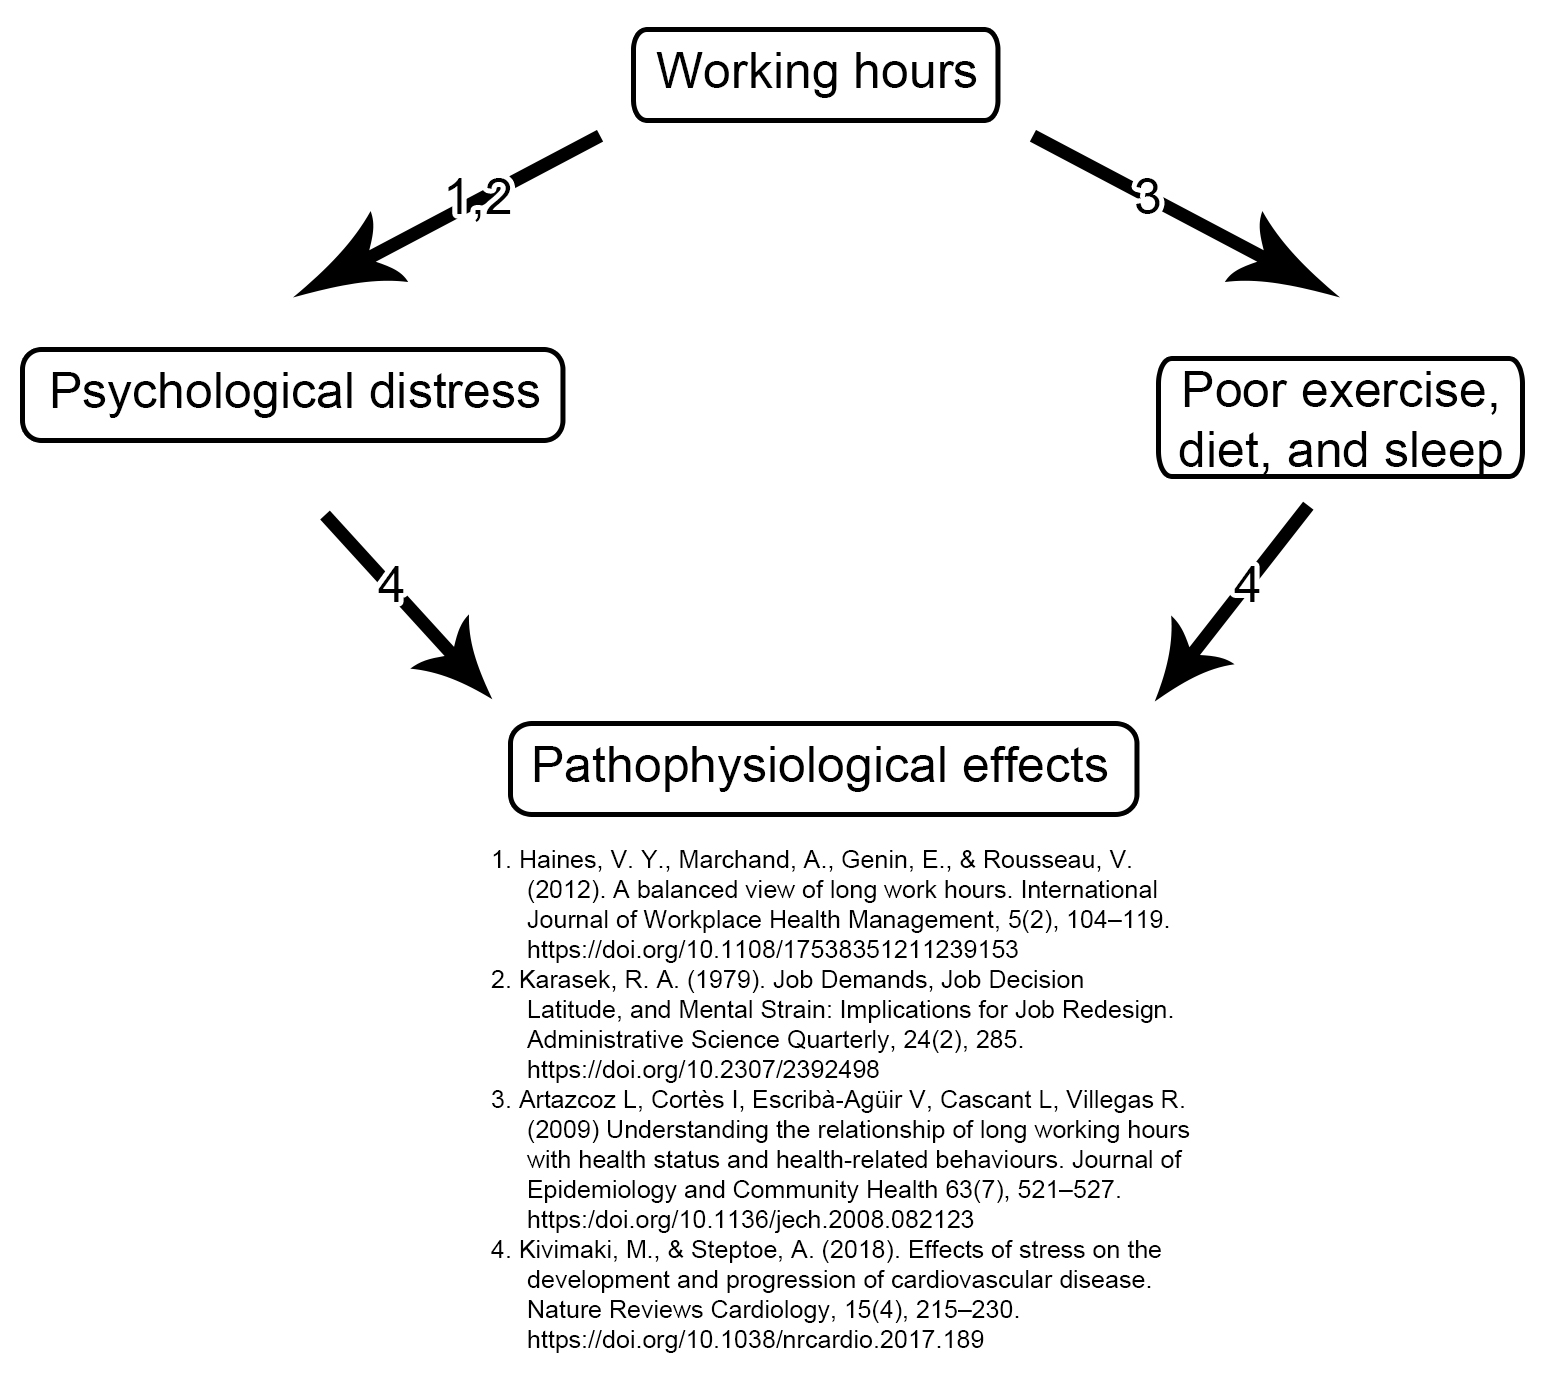 Working hours
1,2
3
Psychological distress
Poor exercise,
diet, and sleep
4
4
Pathophysiological effects
1. Haines, V. Y., Marchand, A., Genin, E., & Rousseau, V.
(2012). A balanced view of long work hours. International
Journal of Workplace Health Management, 5(2), 104–119.
https://doi.org/10.1108/17538351211239153
2. Karasek, R. A. (1979). Job Demands, Job Decision
Latitude, and Mental Strain: Implications for Job Redesign.
Administrative Science Quarterly, 24(2), 285.
https://doi.org/10.2307/2392498
3. Artazcoz L, Cortès I, Escribà-Agüir V, Cascant L, Villegas R.
(2009) Understanding the relationship of long working hours
with health status and health-related behaviours. Journal of
Epidemiology and Community Health 63(7), 521–527.
https:/doi.org/10.1136/jech.2008.082123
4. Kivimaki, M., & Steptoe, A. (2018). Effects of stress on the
development and progression of cardiovascular disease.
Nature Reviews Cardiology, 15(4), 215–230.
https://doi.org/10.1038/nrcardio.2017.189